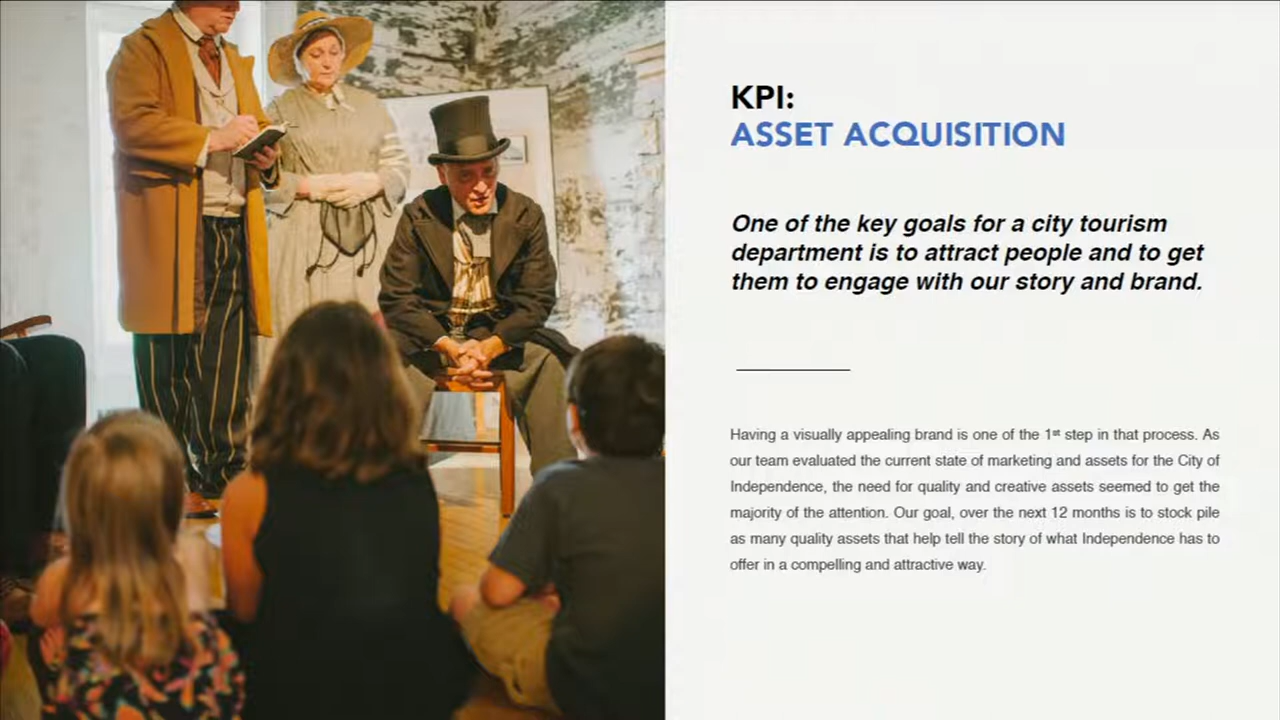 KPI:
ASSET ACQUISITION
One of the key goals for a city tourism
department is to attract people and to get
them to engage with our story and brand.
Having a visually appealing brand is one of the 1st step in that process. As
our team evaluated the current state of marketing and assets for the City of
Independence, the need for quality and creative assets seemed to get the
majority of the attention. Our goal, over the next 12 months is to stock pile
as many quality assets that help tell the story of what Independence has to
offer in a compelling and attractive way.